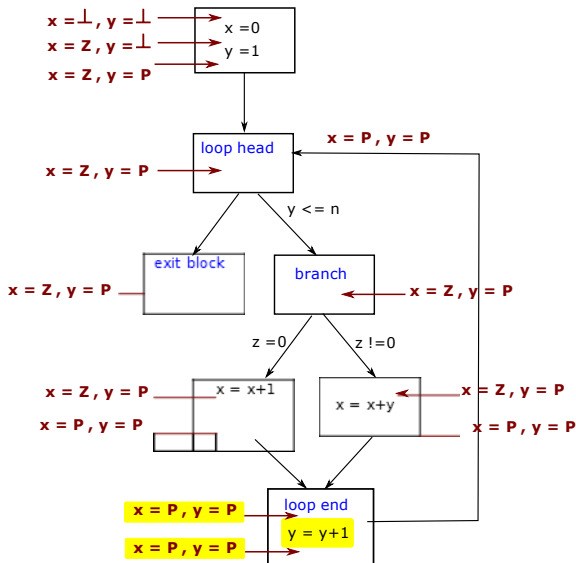 x =⊥, y =⊥
x = Z, y =⊥
x = Z, y = P
x =0
y =1
loop head
x = Z , y = P
x = P, y = P
y <= n
exit block
x = Z, y = P
branch
x = Z, y = P
z =0
z !=0
x = Z, y = P
x = x+1
x = P , y = P
x = Z, y = P
x = x+y
x = P, y = P
loop end
x = P , y = P
y = y+1
x = P , y = P